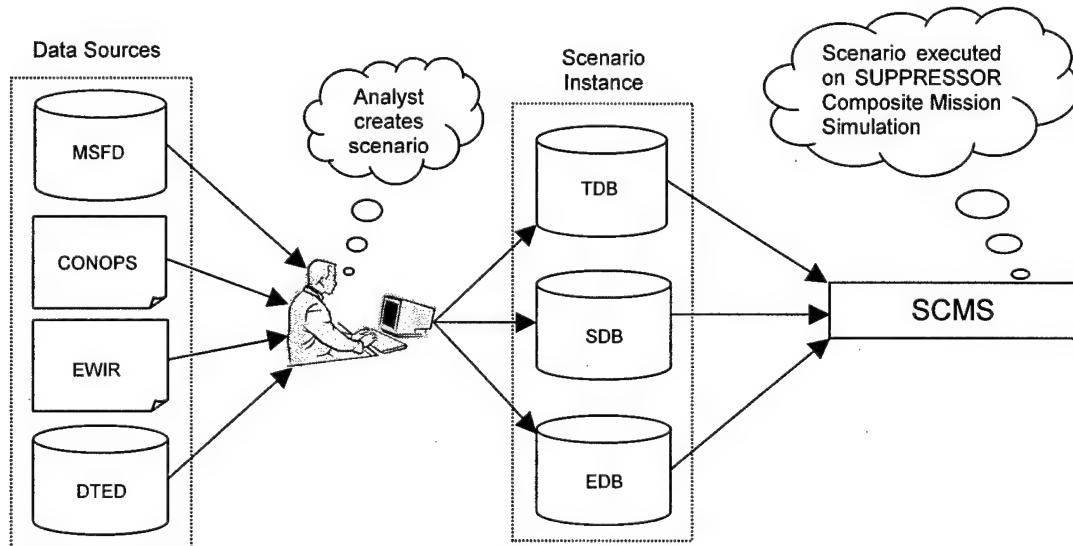 Data Sources
MSFD
CONOPS
EWIR
DTED
Analyst
creates
scenario
Scenario
Instance
TDB
SDB
EDB
Scenario executed
on SUPPRESSOR
Composite Mission
Simulation
SCMS